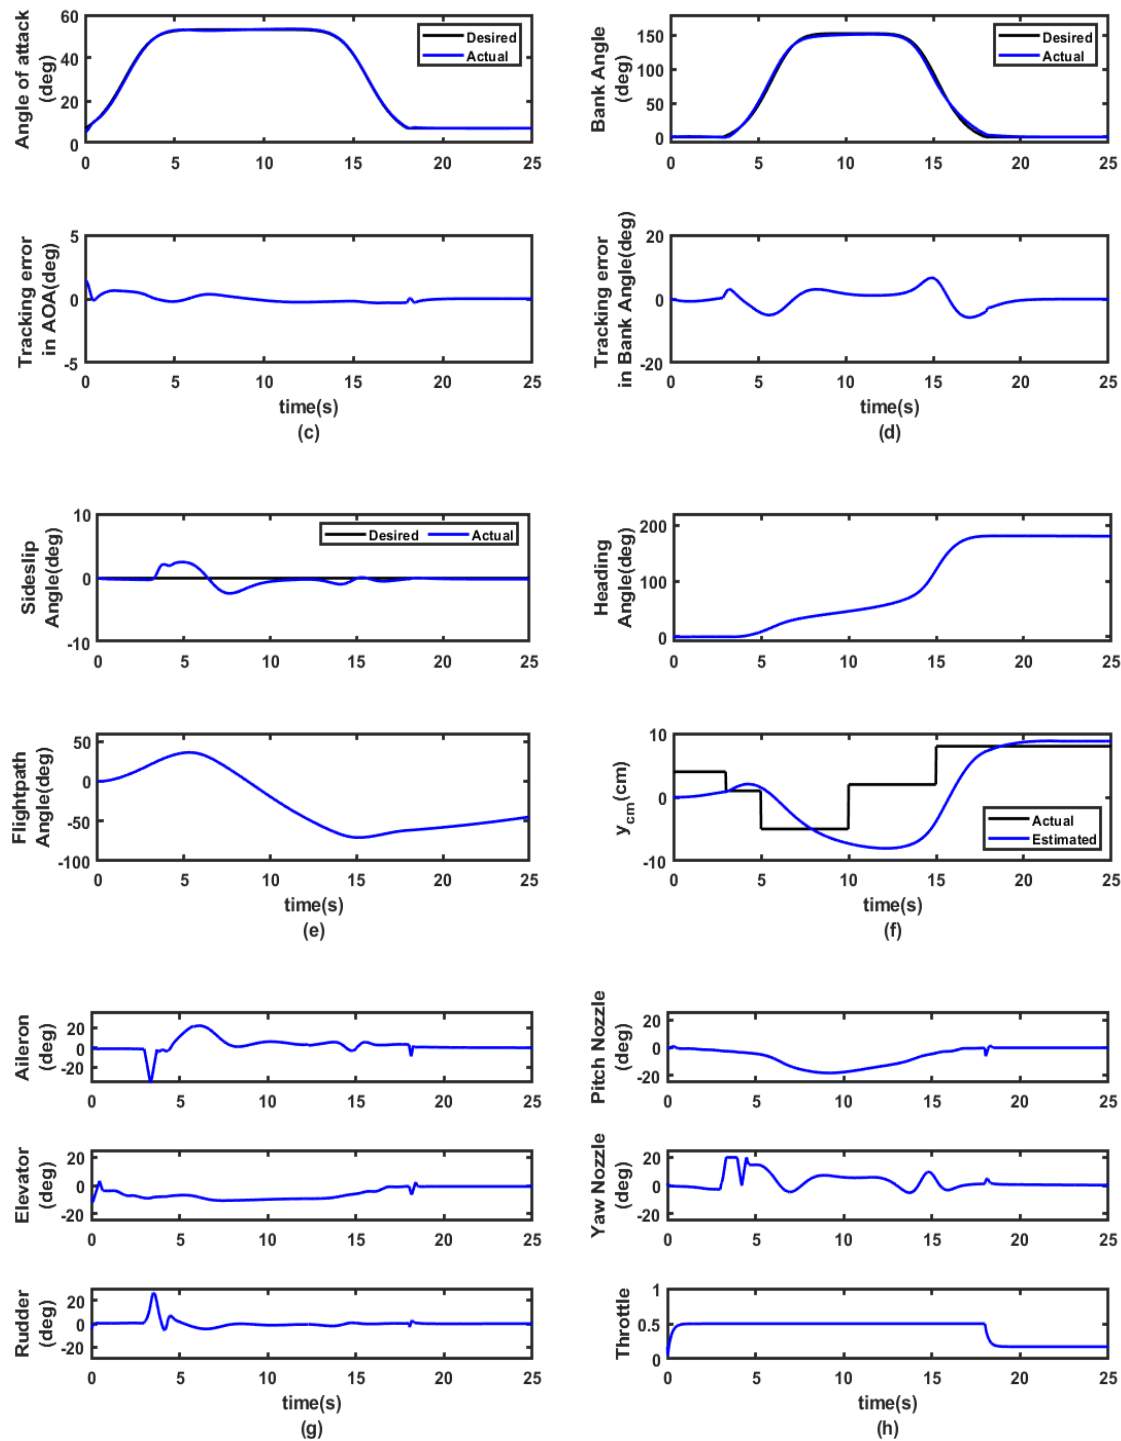 Angle of attack
(deg)
60
40
20
0
Desired
Actual
0 5 10 15 20 25
Bank Angle
(deg)
150
100
50
0
Desired
Actual
0 5 10 15 20 25
Tracking error
in AOA(deg)
5
0
-5
0 5 10 15 20 25
time(s)
(c)
Tracking error
in Bank Angle(deg)
20
0
-20
0 5 10 15 20 25
time(s)
(d)
Sideslip
Angle(deg)
10
0
-10
Desired Actual
0 5 10 15 20 25
Heading
Angle(deg)
200
100
0
0 5 10 15 20 25
Flightpath
Angle(deg)
50
0
-50
-100
0 5 10 15 20 25
time(s)
(e)
y_cm(cm)
10
0
-10
Actual
Estimated
0 5 10 15 20 25
time(s)
(f)
Aileron
(deg)
20
0
-20
0 5 10 15 20 25
Pitch Nozzle
(deg)
20
0
-20
0 5 10 15 20 25
Elevator
(deg)
20
0
-20
0 5 10 15 20 25
Yaw Nozzle
(deg)
20
0
-20
0 5 10 15 20 25
Rudder
(deg)
20
0
-20
0 5 10 15 20 25
time(s)
(g)
Throttle
1
0.5
0
0 5 10 15 20 25
time(s)
(h)